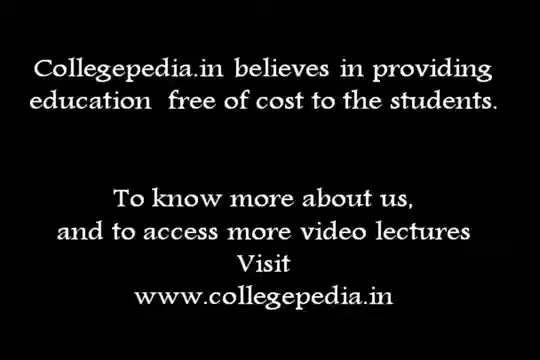 Collegepedia.in believes in providing
education free of cost to the students.
To know more about us,
and to access more video lectures
Visit
www.collegepedia.in